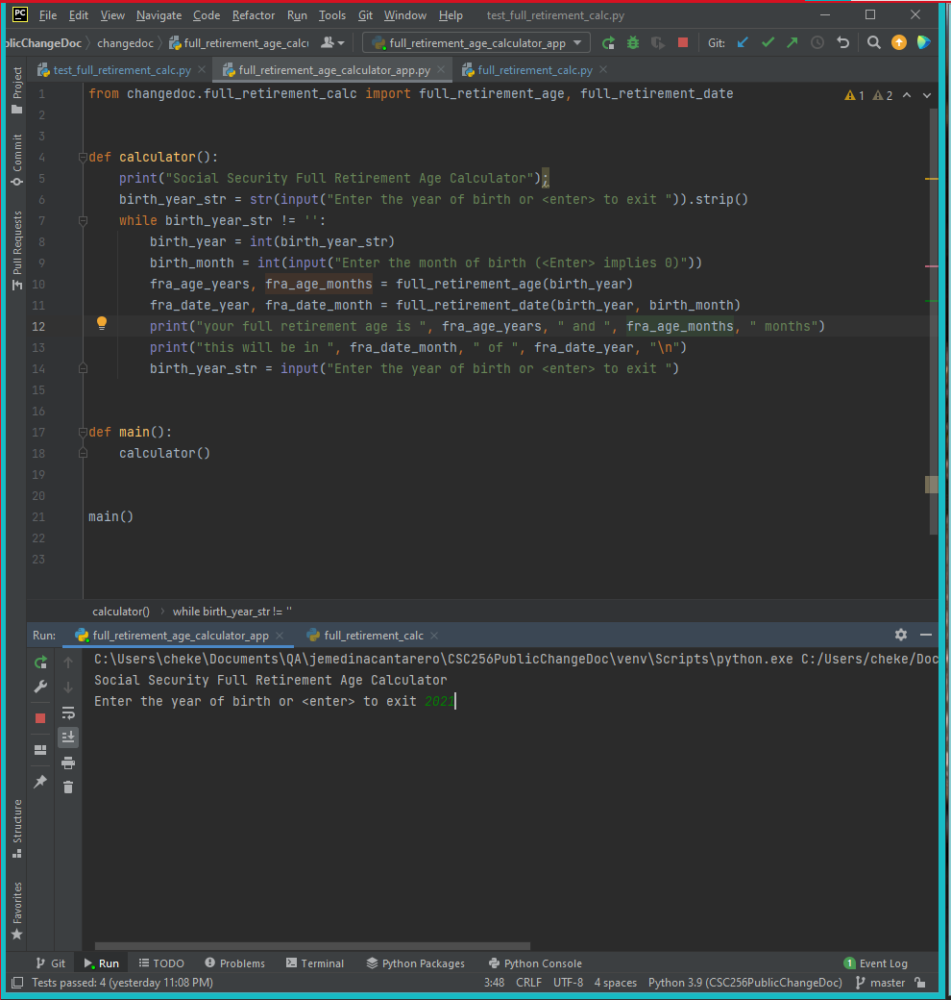 PC File Edit View Navigate Code Refactor Run Tools Git Window Help test_full_retirement_calc.py
blicChangeDoc changedoc full_retirement_age_calcu full_retirement_age_calculator_app Git:
test_full_retirement_calc.py full_retirement_age_calculator_app.py full_retirement_calc.py
Project
Commit
Pull Requests
1 from changedoc.full_retirement_calc import full_retirement_age, full_retirement_date 1 2
2
3
4 def calculator():
5 print("Social Security Full Retirement Age Calculator");
6 birth_year_str = str(input("Enter the year of birth or <enter> to exit ")).strip()
7 while birth_year_str != '':
8 birth_year = int(birth_year_str)
9 birth_month = int(input("Enter the month of birth (<Enter> implies 0)"))
10 fra_age_years, fra_age_months = full_retirement_age(birth_year)
11 fra_date_year, fra_date_month = full_retirement_date(birth_year, birth_month)
12 print("your full retirement age is ", fra_age_years, " and ", fra_age_months, " months")
13 print("this will be in ", fra_date_month, " of ", fra_date_year, "\n")
14 birth_year_str = input("Enter the year of birth or <enter> to exit ")
15
16
17 def main():
18 calculator()
19
20
21 main()
22
23
calculator() while birth_year_str != ''
Run: full_retirement_age_calculator_app full_retirement_calc
C:\Users\cheke\Documents\QA\jemedinacantarero\CSC256PublicChangeDoc\venv\Scripts\python.exe C:/Users/cheke/Doc
Social Security Full Retirement Age Calculator
Enter the year of birth or <enter> to exit 2021
Structure
Favorites
Git Run TODO Problems Terminal Python Packages Python Console 1 Event Log
Tests passed: 4 (yesterday 11:08 PM) 3:48 CRLF UTF-8 4 spaces Python 3.9 (CSC256PublicChangeDoc) master